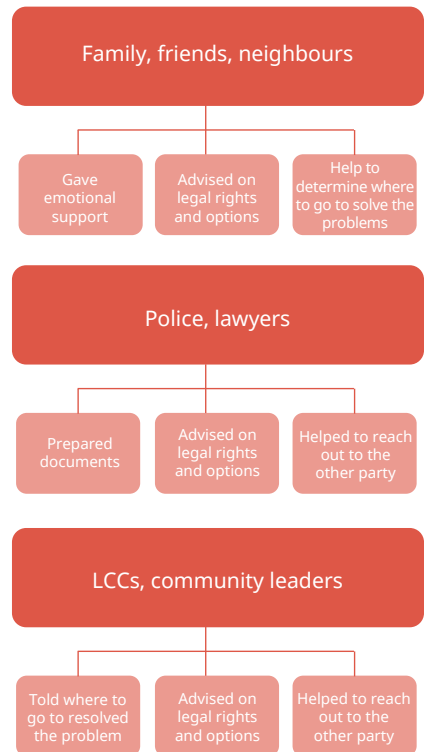 Family, friends, neighbours
Gave
emotional
support
Advised on
legal rights
and options
Help to
determine where
to go to solve the
problems
Police, lawyers
Prepared
documents
Advised on
legal rights
and options
Helped to reach
out to the
other party
LCCs, community leaders
Told where to
go to resolved
the problem
Advised on
legal rights
and options
Helped to reach
out to the
other party